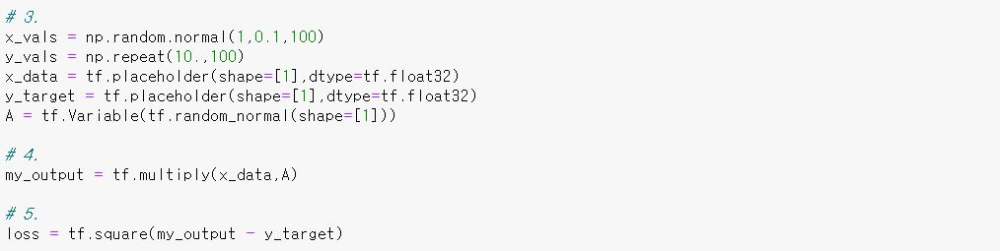 # 3.
x_vals = np.random.normal(1,0.1,100)
y_vals = np.repeat(10.,100)
x_data = tf.placeholder(shape=[1],dtype=tf.float32)
y_target = tf.placeholder(shape=[1],dtype=tf.float32)
A = tf.Variable(tf.random_normal(shape=[1]))
# 4.
my_output = tf.multiply(x_data,A)
# 5.
loss = tf.square(my_output - y_target)